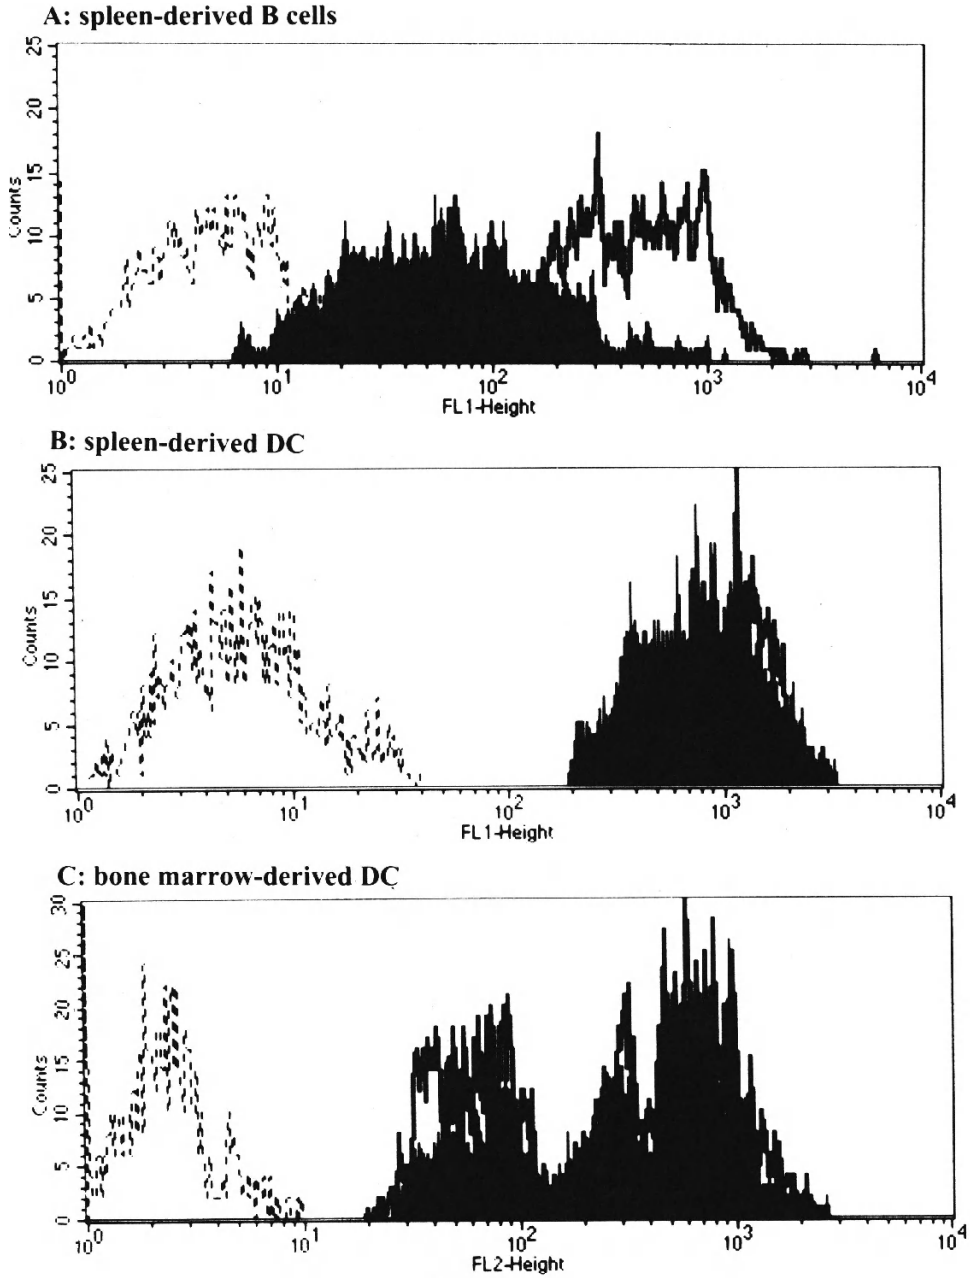 A: spleen-derived B cells
25
20
15
10
5
0
Counts
10^0 10^1 10^2 10^3 10^4
FL1-Height
B: spleen-derived DC
25
20
15
10
5
0
Counts
10^0 10^1 10^2 10^3 10^4
FL1-Height
C: bone marrow-derived DC
30
25
20
15
10
5
0
Counts
10^0 10^1 10^2 10^3 10^4
FL2-Height